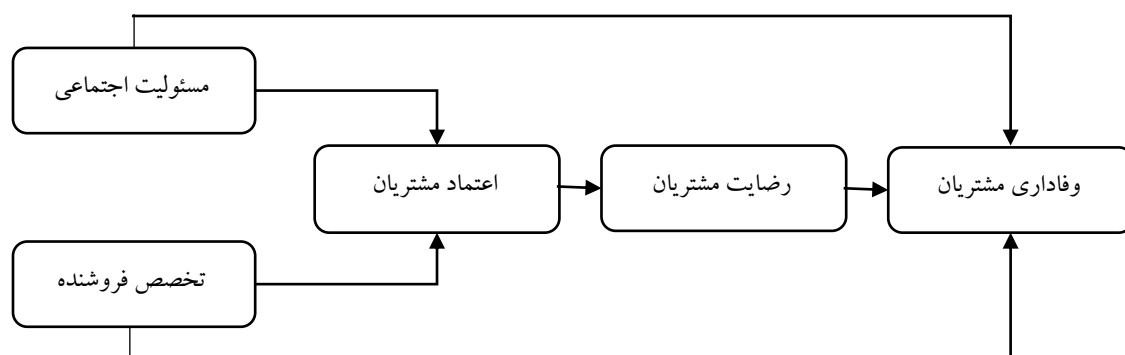 مسئولیت اجتماعی
اعتماد مشتریان
رضایت مشتریان
وفاداری مشتریان
تخصص فروشنده